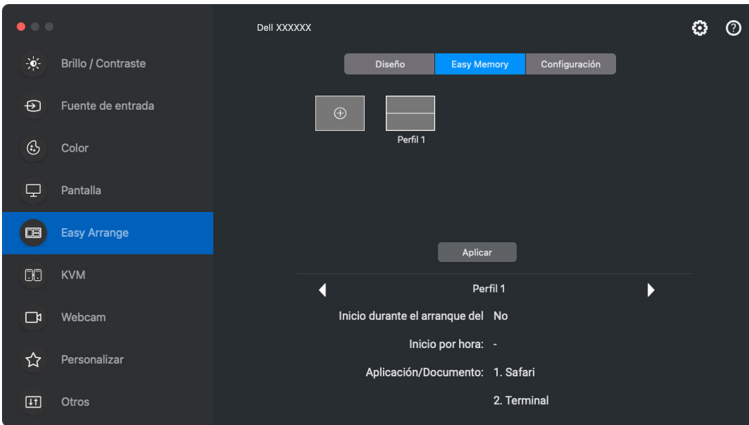 Dell XXXXXX
Brillo / Contraste
Fuente de entrada
Color
Pantalla
Easy Arrange
KVM
Webcam
Personalizar
Otros
Diseño Easy Memory Configuración
Perfil 1
Aplicar
Perfil 1
Inicio durante el arranque del No
Inicio por hora: -
Aplicación/Documento: 1. Safari
2. Terminal